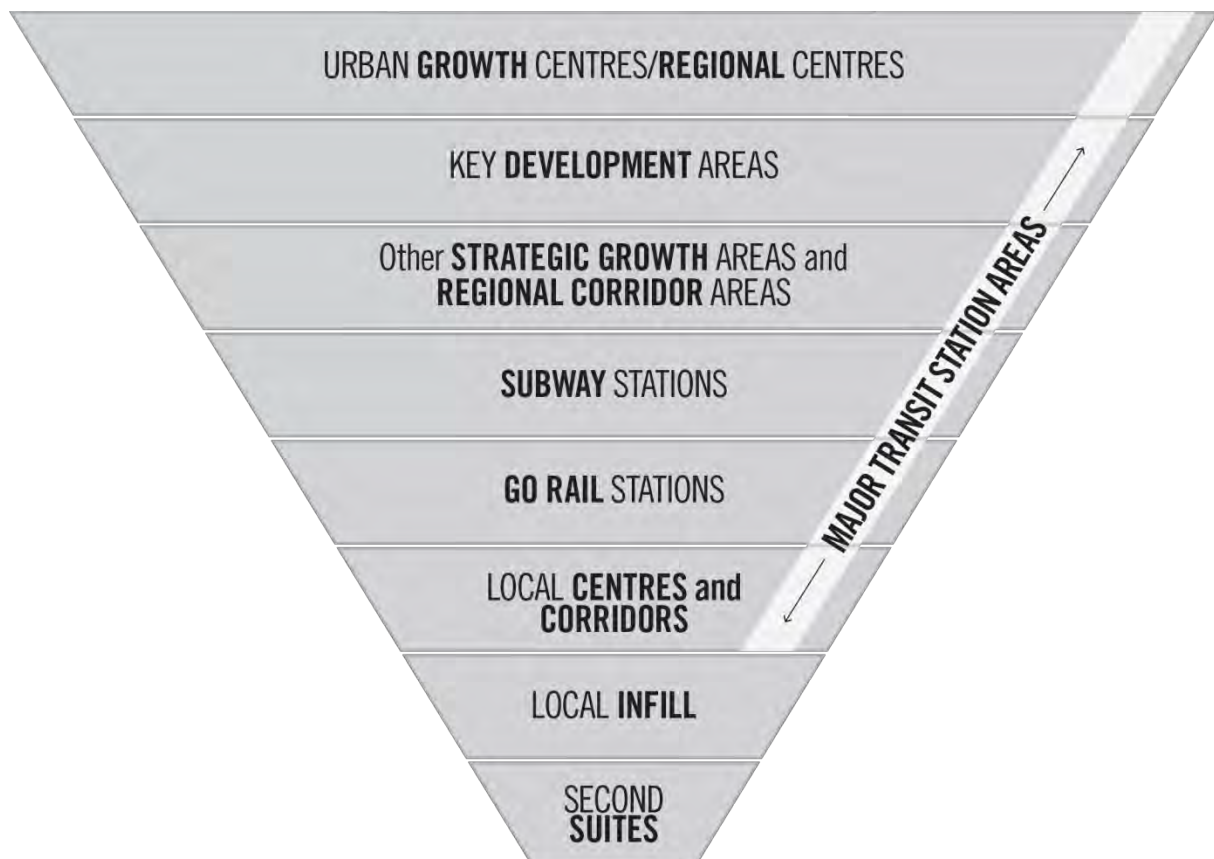 URBAN GROWTH CENTRES/REGIONAL CENTRES
KEY DEVELOPMENT AREAS
Other STRATEGIC GROWTH AREAS and
REGIONAL CORRIDOR AREAS
SUBWAY STATIONS
GO RAIL STATIONS
LOCAL CENTRES and
CORRIDORS
LOCAL INFILL
SECOND
SUITES
MAJOR TRANSIT STATION AREAS